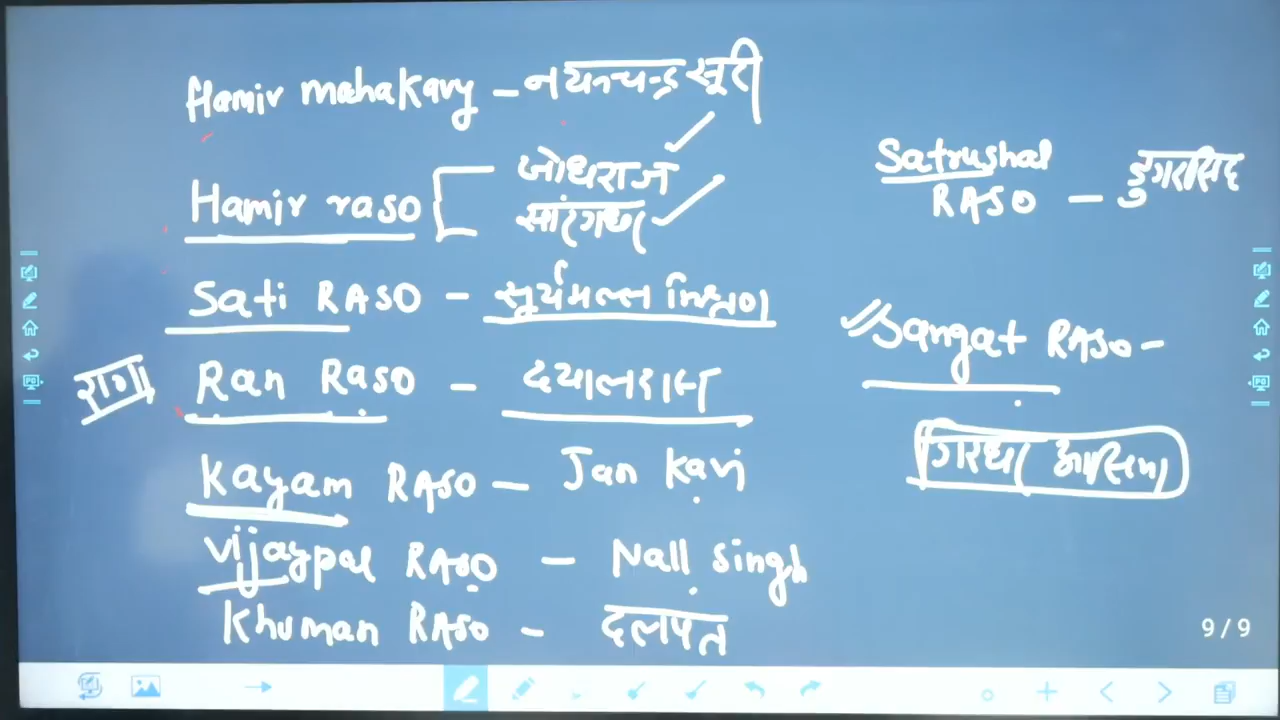 Hamir mahakavy - नयनचन्द्र सूरी
Hamir raso
जोधराज
सारंगधर
Sati RASO - सूर्यमल्ल मिश्रण
राणा
Ran Raso - दयालदास
Kayam RASO - Jan Kavi
Vijaypal RASO - Nall Singh
Khuman RASO - दलपत
Satrushal
RASO - डुगरसिंह
Sangat RASO -
गिरधर आसिया
9/9